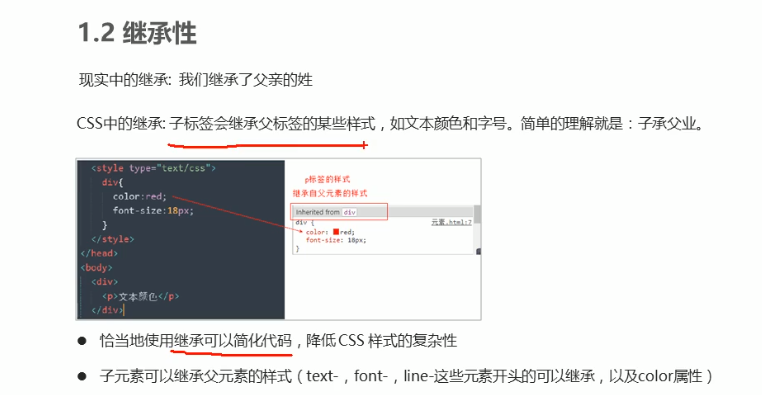 1.2 继承性
现实中的继承: 我们继承了父亲的姓
CSS中的继承: 子标签会继承父标签的某些样式，如文本颜色和字号。简单的理解就是：子承父业。
<style type="text/css">
div{
color:red;
font-size:18px;
}
</style>
</head>
<body>
<div>
<p>文本颜色</p>
</div>
p标签的样式
继承自父元素的样式
Inherited from div
div {
元素.html:7
color: red;
font-size: 18px;
}
● 恰当地使用继承可以简化代码，降低 CSS 样式的复杂性
● 子元素可以继承父元素的样式（text-，font-，line-这些元素开头的可以继承，以及color属性）